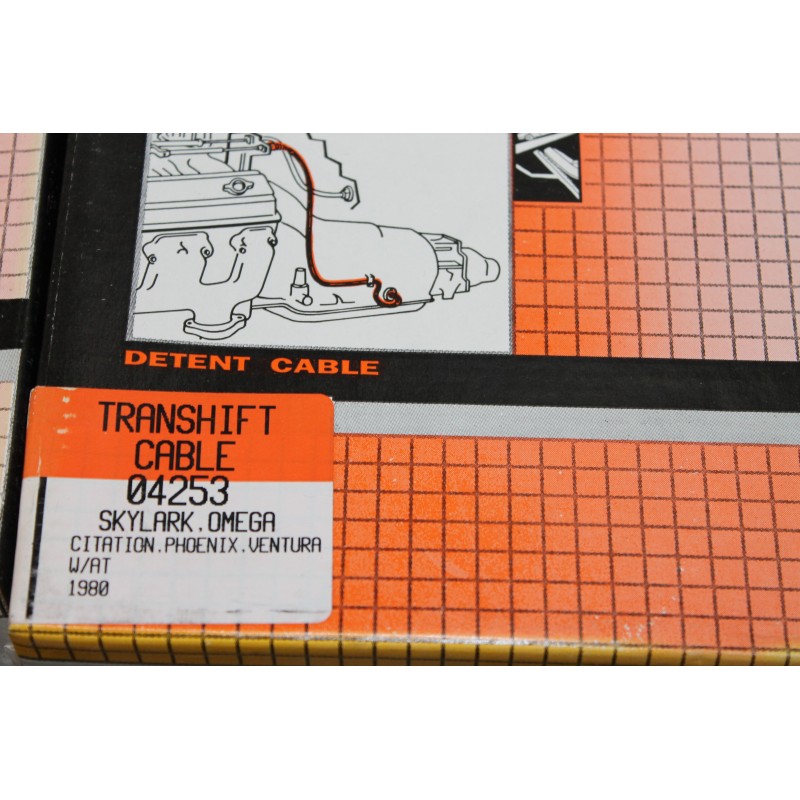 DETENT CABLE
TRANSHIFT
CABLE
04253
SKYLARK.OMEGA
CITATION.PHOENIX.VENTURA
W/AT
1980